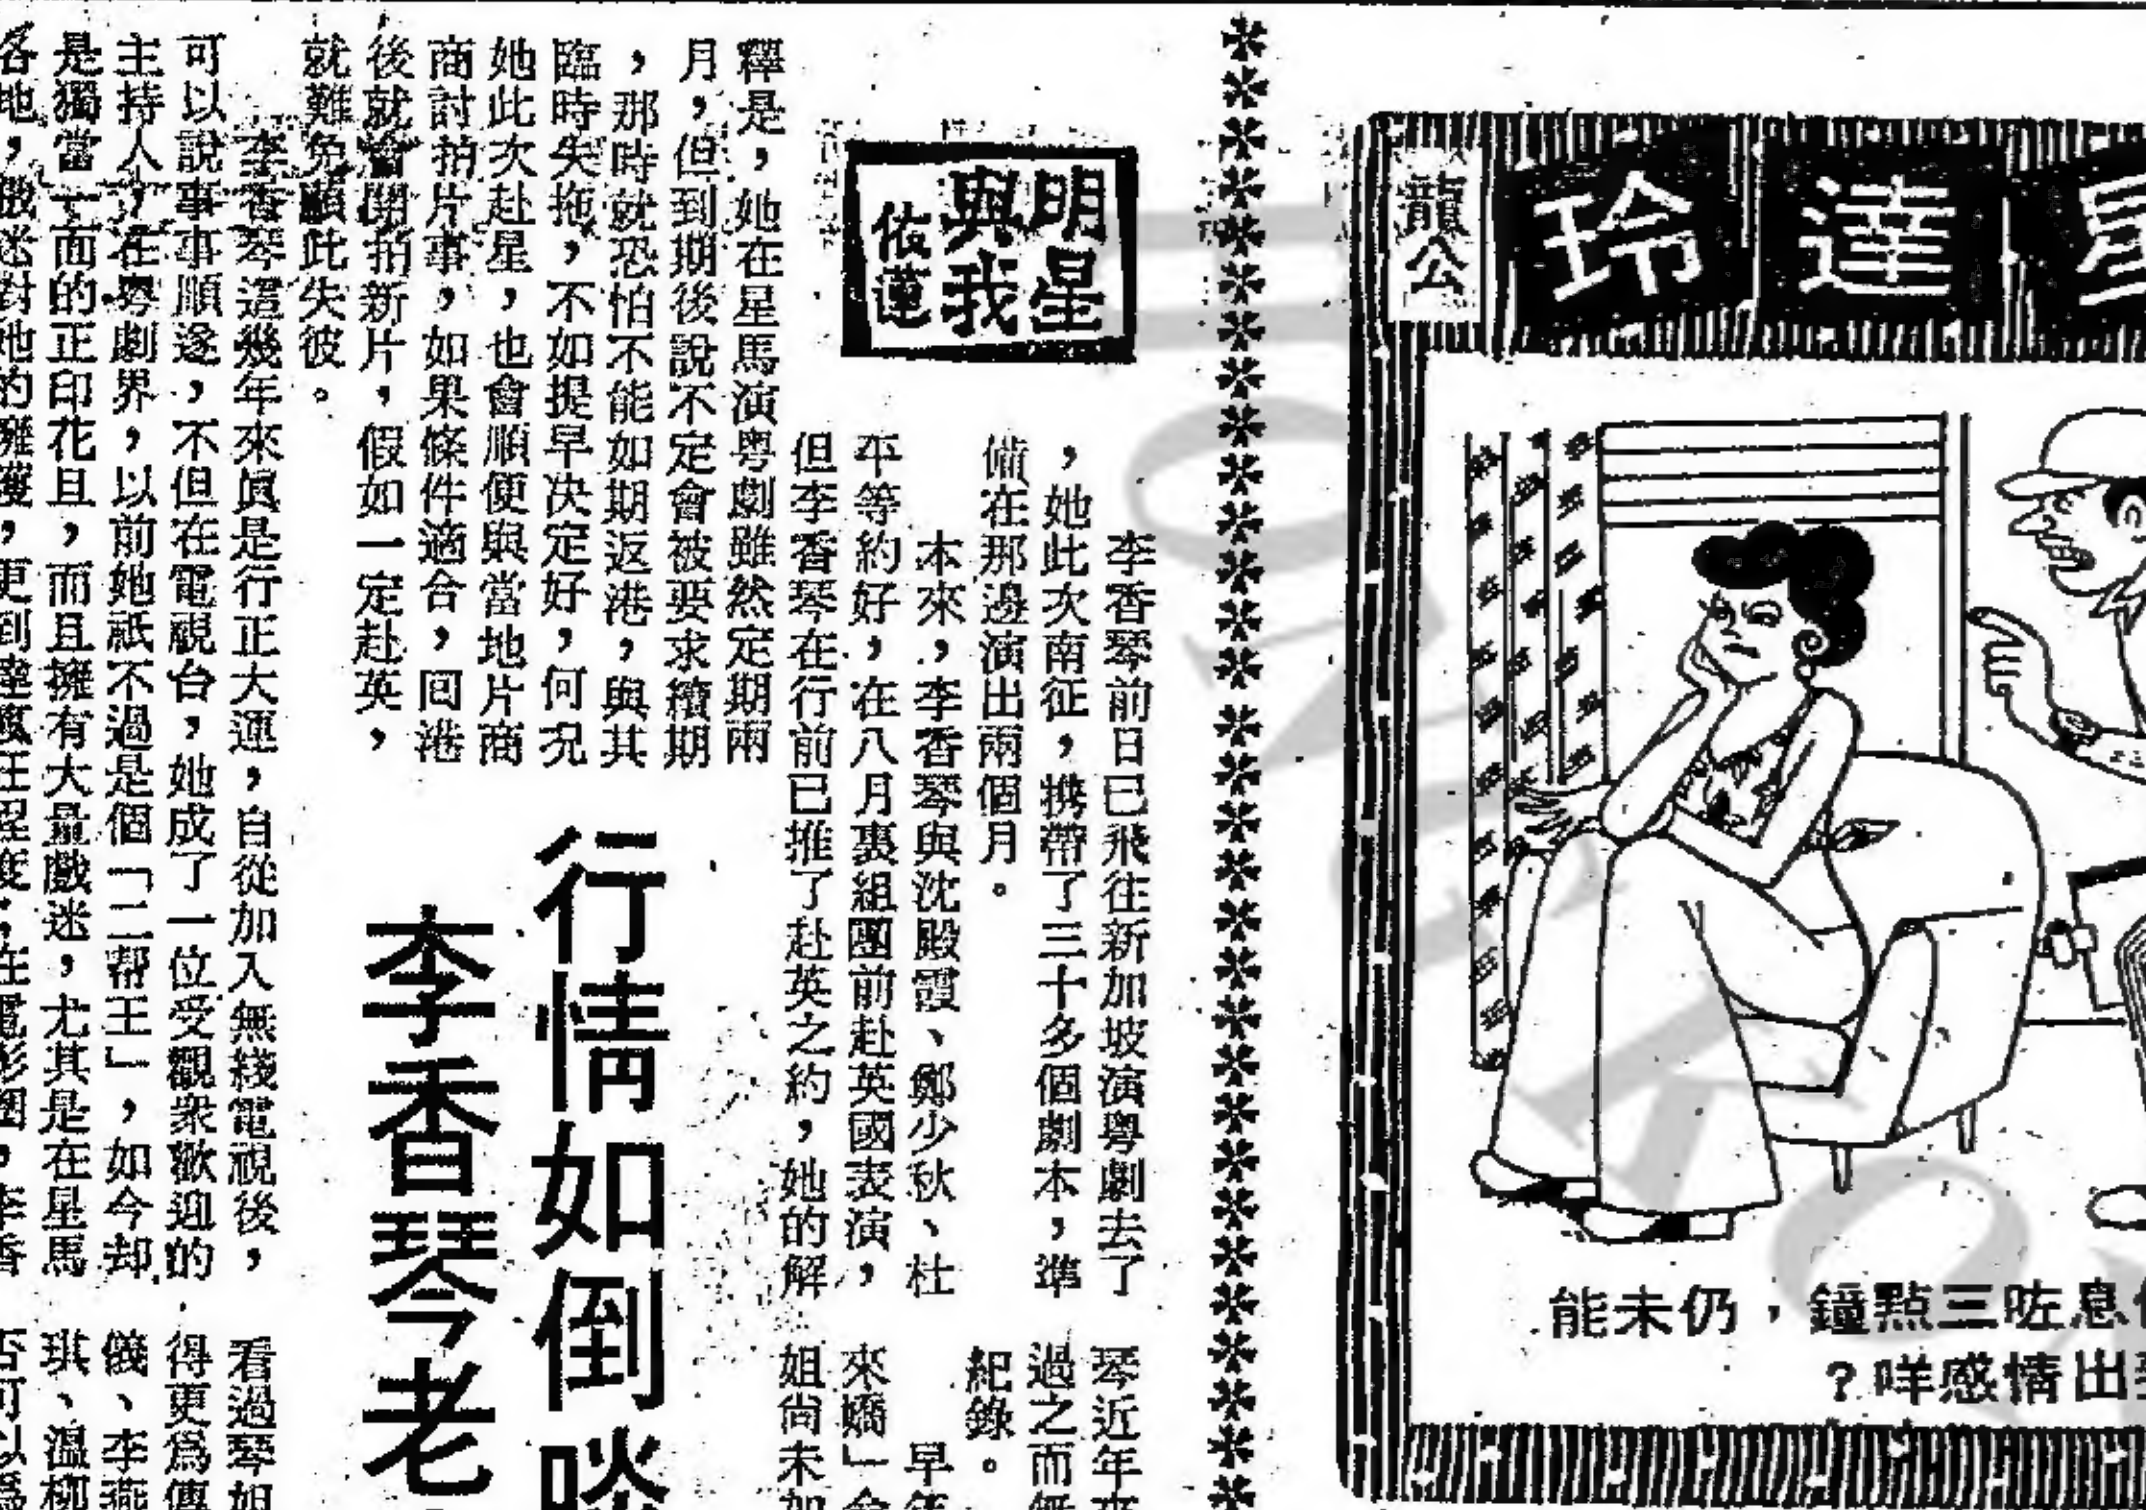 星達玲
龍公
息咗三點鐘，仍未能
出情感咩？
明星
與我
依蓮
行情如倒啖
李香琴老
李香琴前日已飛往新加坡演粵劇去了
，她此次南征，携帶了三十多個劇本，準
備在那邊演出兩個月。
本來，李香琴與沈殿霞、鄭少秋、杜
平等約好，在八月裏組團前赴英國表演，
但李香琴在行前已推了赴英之約，她的解
釋是，她在星馬演粵劇雖然定期兩
月，但到期後說不定會被要求續期
，那時就恐怕不能如期返港，與其
臨時失拖，不如提早決定好，何況
她此次赴星，也會順便與當地片商
商討拍片事，如果條件適合，囘港
後就會開拍新片，假如一定赴英，
就難免顧此失彼。
李香琴這幾年來眞是行正大運，自從加入無綫電視後，
可以說事事順遂，不但在電視台，她成了一位受觀衆歡迎的
主持人，在粵劇界，以前她祇不過是個「二帮王」，如今却
是獨當一面的正印花且，而且擁有大量戲迷，尤其是在星馬
各地，戲迷對她的擁護，更到達瘋狂程度；在電影圈，李香
琴近年來
過之而無
紀錄。
早年
來嬌」
姐尚未加
看過琴姐
得更爲傳
儀、李燕
琪、溫柳
否可以爲